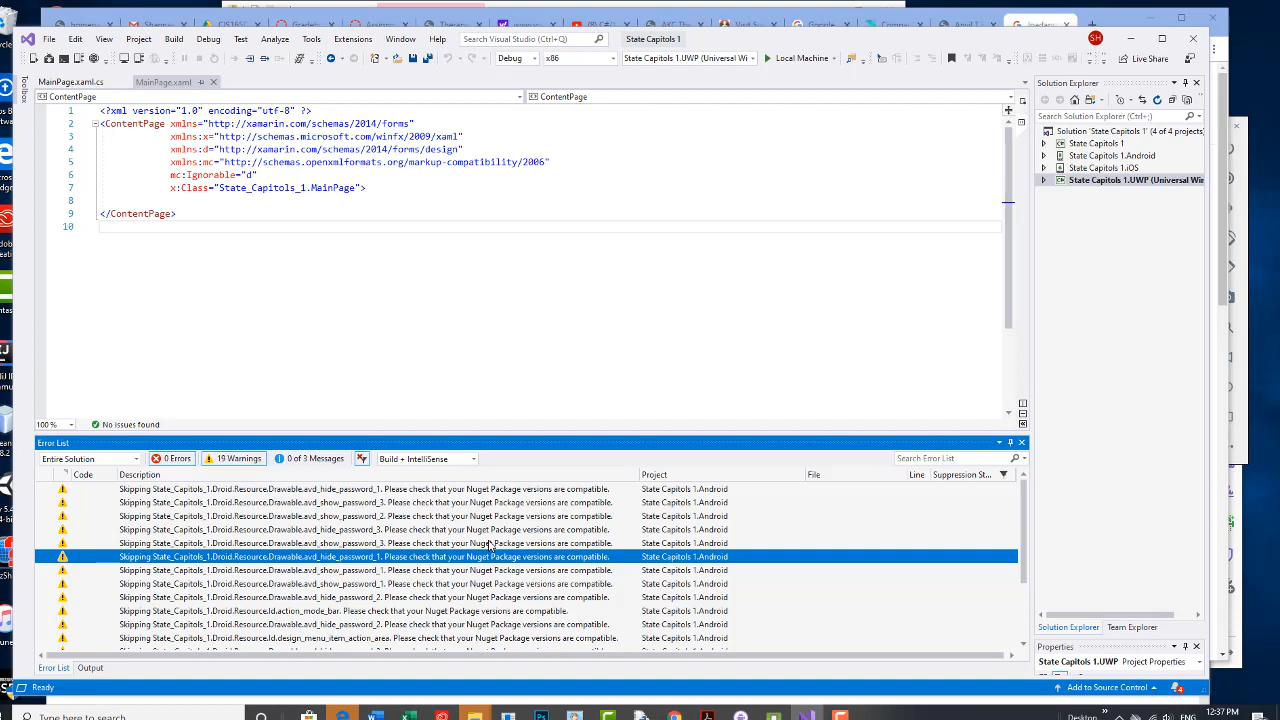 File Edit View Project Build Debug Test Analyze Tools Extensions Window Help Search Visual Studio (Ctrl+Q) State Capitols 1 SH
Debug x86 State Capitols 1.UWP (Universal Wi Local Machine Live Share
Toolbox
MainPage.xaml.cs MainPage.xaml
ContentPage ContentPage
1 <?xml version="1.0" encoding="utf-8" ?>
2 <ContentPage xmlns="http://xamarin.com/schemas/2014/forms"
3 xmlns:x="http://schemas.microsoft.com/winfx/2009/xaml"
4 xmlns:d="http://xamarin.com/schemas/2014/forms/design"
5 xmlns:mc="http://schemas.openxmlformats.org/markup-compatibility/2006"
6 mc:Ignorable="d"
7 x:Class="State_Capitols_1.MainPage">
8
9 </ContentPage>
10
100 % No issues found
Solution Explorer
Search Solution Explorer (Ctrl+;)
Solution 'State Capitols 1' (4 of 4 projects)
State Capitols 1
State Capitols 1.Android
State Capitols 1.iOS
State Capitols 1.UWP (Universal Win
Solution Explorer Team Explorer
Properties
State Capitols 1.UWP Project Properties
Error List
Entire Solution 0 Errors 19 Warnings 0 of 3 Messages Build + IntelliSense Search Error List
Code Description Project File Line Suppression St...
Skipping State_Capitols_1.Droid.Resource.Drawable.avd_hide_password_1. Please check that your Nuget Package versions are compatible. State Capitols 1.Android
Skipping State_Capitols_1.Droid.Resource.Drawable.avd_show_password_3. Please check that your Nuget Package versions are compatible. State Capitols 1.Android
Skipping State_Capitols_1.Droid.Resource.Drawable.avd_show_password_2. Please check that your Nuget Package versions are compatible. State Capitols 1.Android
Skipping State_Capitols_1.Droid.Resource.Drawable.avd_hide_password_3. Please check that your Nuget Package versions are compatible. State Capitols 1.Android
Skipping State_Capitols_1.Droid.Resource.Drawable.avd_show_password_3. Please check that your Nuget Package versions are compatible. State Capitols 1.Android
Skipping State_Capitols_1.Droid.Resource.Drawable.avd_hide_password_1. Please check that your Nuget Package versions are compatible. State Capitols 1.Android
Skipping State_Capitols_1.Droid.Resource.Drawable.avd_show_password_1. Please check that your Nuget Package versions are compatible. State Capitols 1.Android
Skipping State_Capitols_1.Droid.Resource.Drawable.avd_show_password_1. Please check that your Nuget Package versions are compatible. State Capitols 1.Android
Skipping State_Capitols_1.Droid.Resource.Drawable.avd_hide_password_2. Please check that your Nuget Package versions are compatible. State Capitols 1.Android
Skipping State_Capitols_1.Droid.Resource.Id.action_mode_bar. Please check that your Nuget Package versions are compatible. State Capitols 1.Android
Skipping State_Capitols_1.Droid.Resource.Drawable.avd_hide_password_2. Please check that your Nuget Package versions are compatible. State Capitols 1.Android
Skipping State_Capitols_1.Droid.Resource.Id.design_menu_item_action_area. Please check that your Nuget Package versions are compatible. State Capitols 1.Android
Error List Output
Ready Add to Source Control 4
Type here to search Desktop 12:37 PM